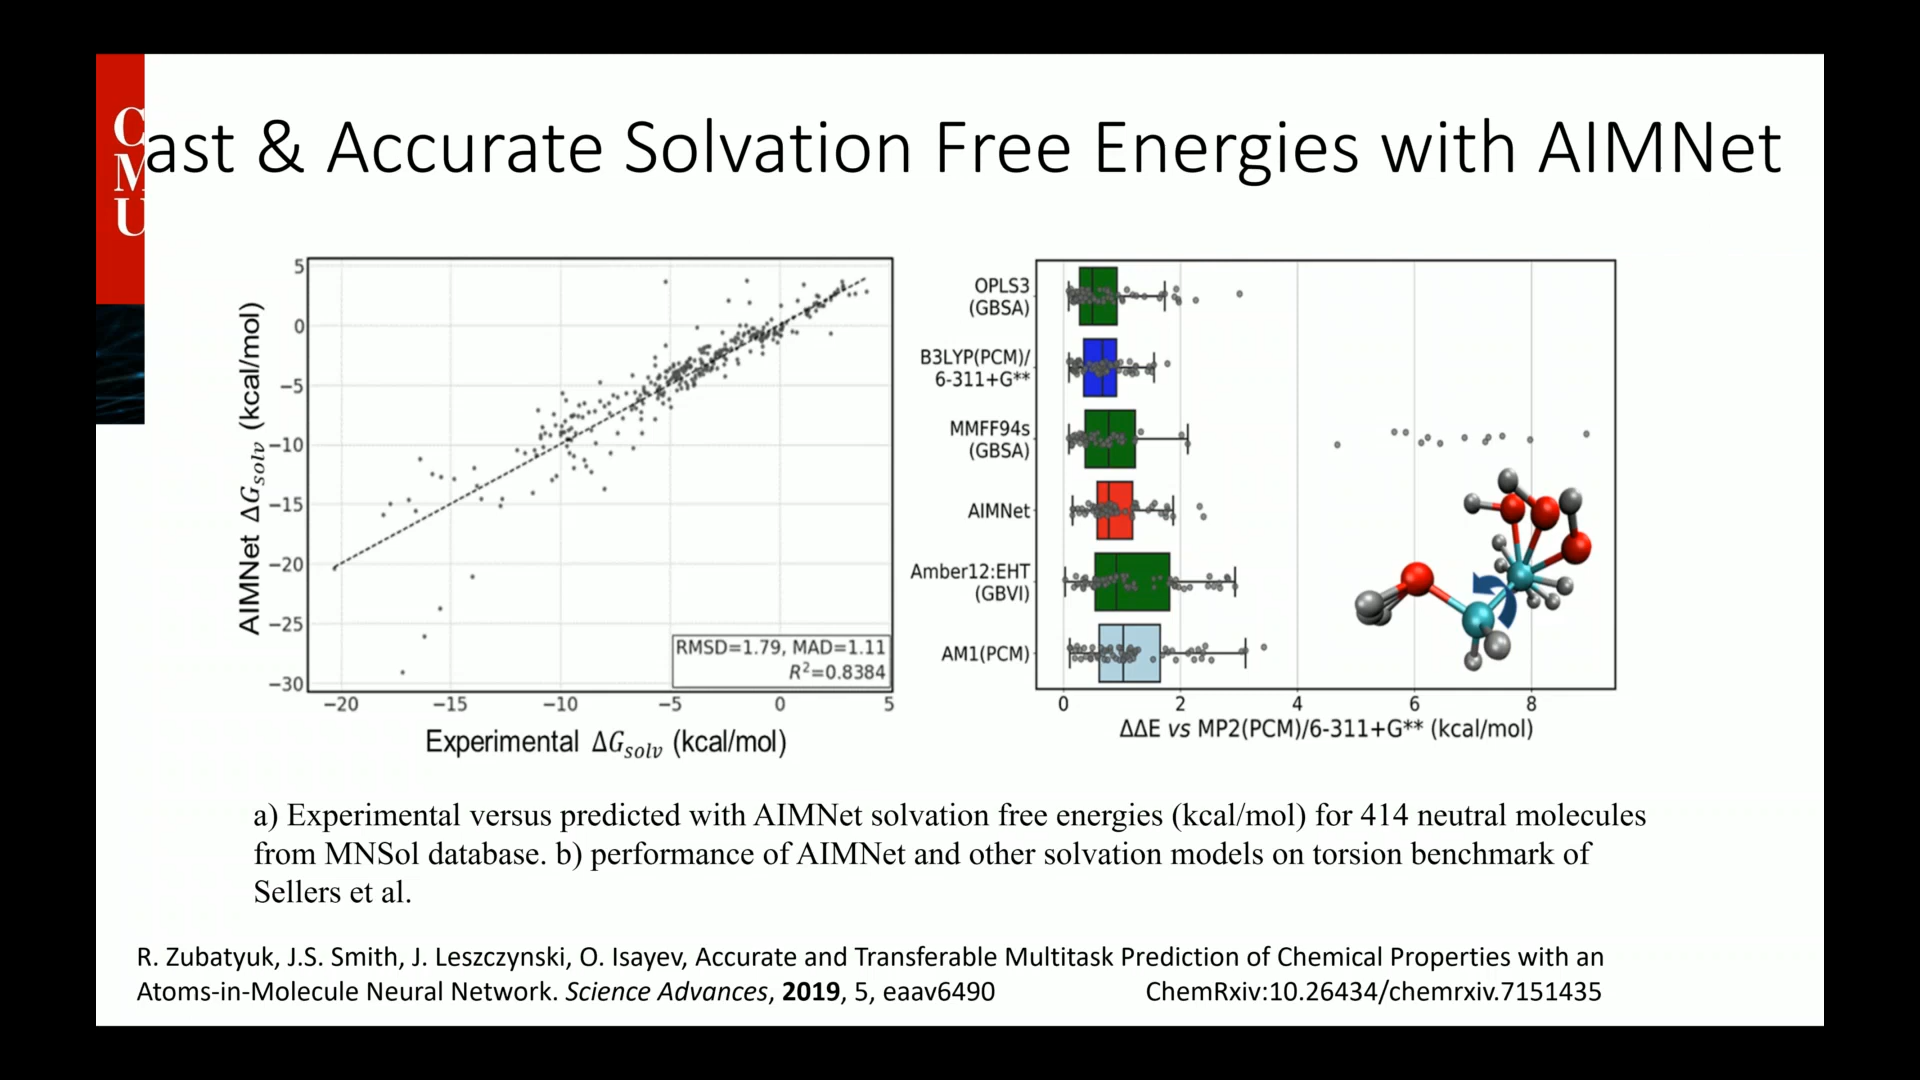 C
M
U
ast & Accurate Solvation Free Energies with AIMNet
AIMNet ΔG_solv (kcal/mol)
5
0
−5
−10
−15
−20
−25
−30
RMSD=1.79, MAD=1.11
R²=0.8384
−20 −15 −10 −5 0 5
Experimental ΔG_solv (kcal/mol)
OPLS3
(GBSA)
B3LYP(PCM)/
6-311+G**
MMFF94s
(GBSA)
AIMNet
Amber12:EHT
(GBVI)
AM1(PCM)
0 2 4 6 8
ΔΔE vs MP2(PCM)/6-311+G** (kcal/mol)
a) Experimental versus predicted with AIMNet solvation free energies (kcal/mol) for 414 neutral molecules
from MNSol database. b) performance of AIMNet and other solvation models on torsion benchmark of
Sellers et al.
R. Zubatyuk, J.S. Smith, J. Leszczynski, O. Isayev, Accurate and Transferable Multitask Prediction of Chemical Properties with an
Atoms-in-Molecule Neural Network. Science Advances, 2019, 5, eaav6490 ChemRxiv:10.26434/chemrxiv.7151435